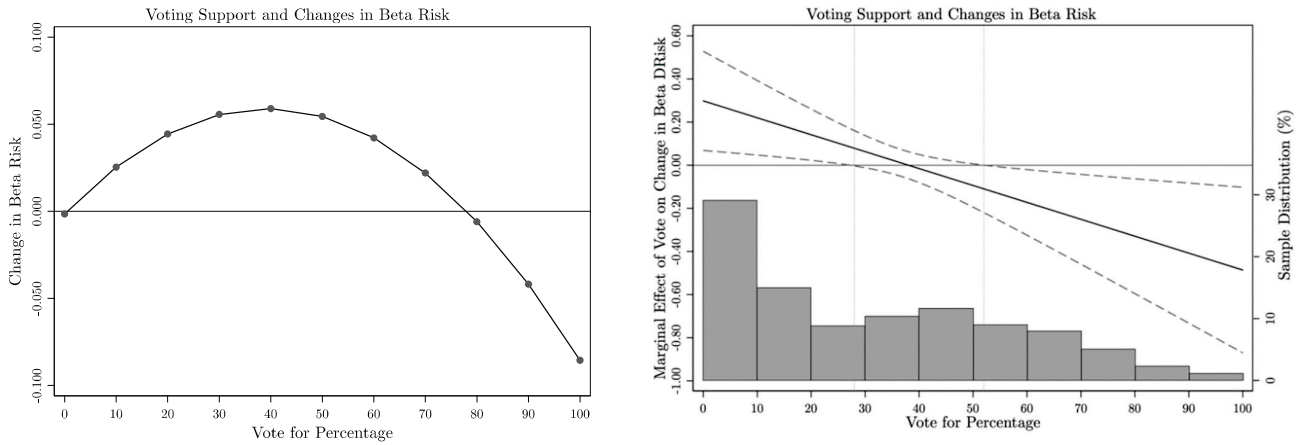 Voting Support and Changes in Beta Risk
Change in Beta Risk
0.100
0.050
0.000
-0.050
-0.100
0 10 20 30 40 50 60 70 80 90 100
Vote for Percentage
Voting Support and Changes in Beta Risk
Marginal Effect of Vote on Change in Beta DRisk
0.60
0.40
0.20
0.00
-0.20
-0.40
-0.60
-0.80
-1.00
30
20
10
0
Sample Distribution (%)
0 10 20 30 40 50 60 70 80 90 100
Vote for Percentage